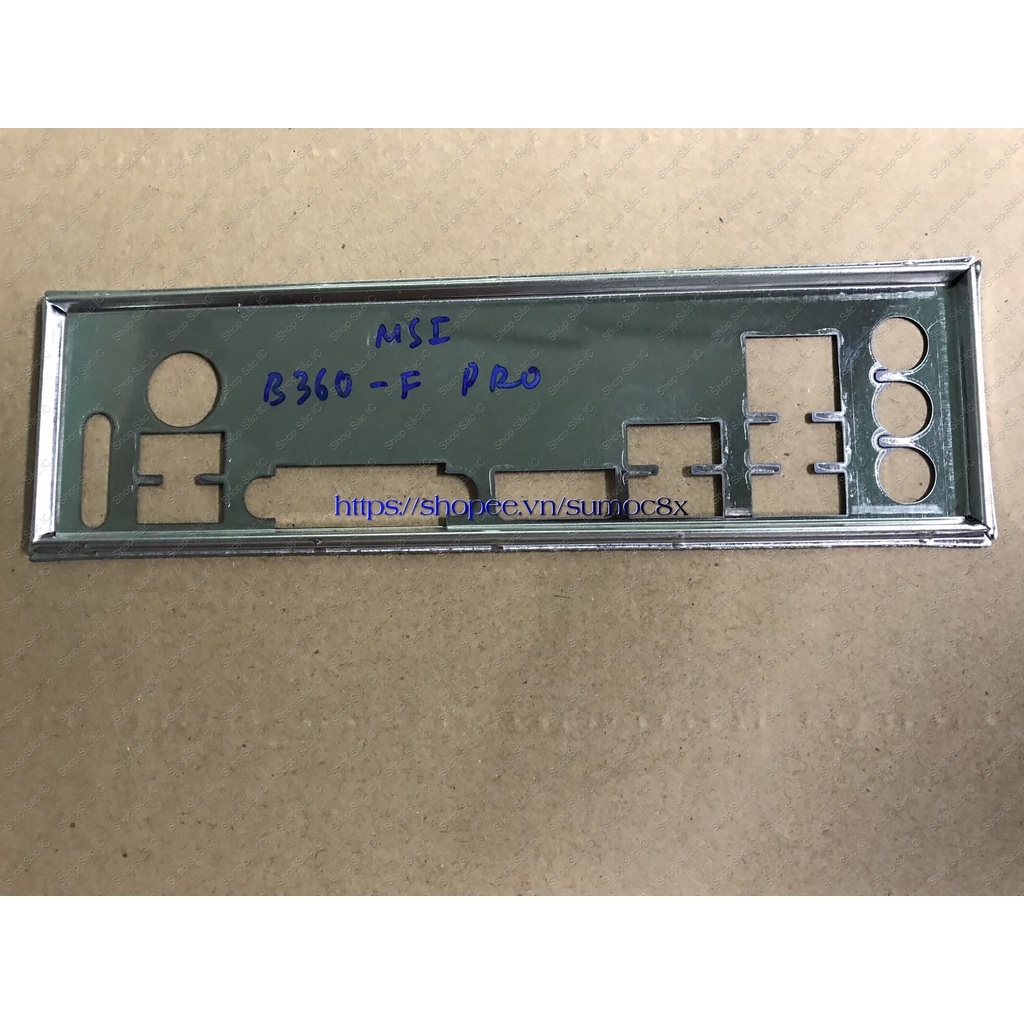 MSI
B360-F PRO
https://shopee.vn/sumoc8x